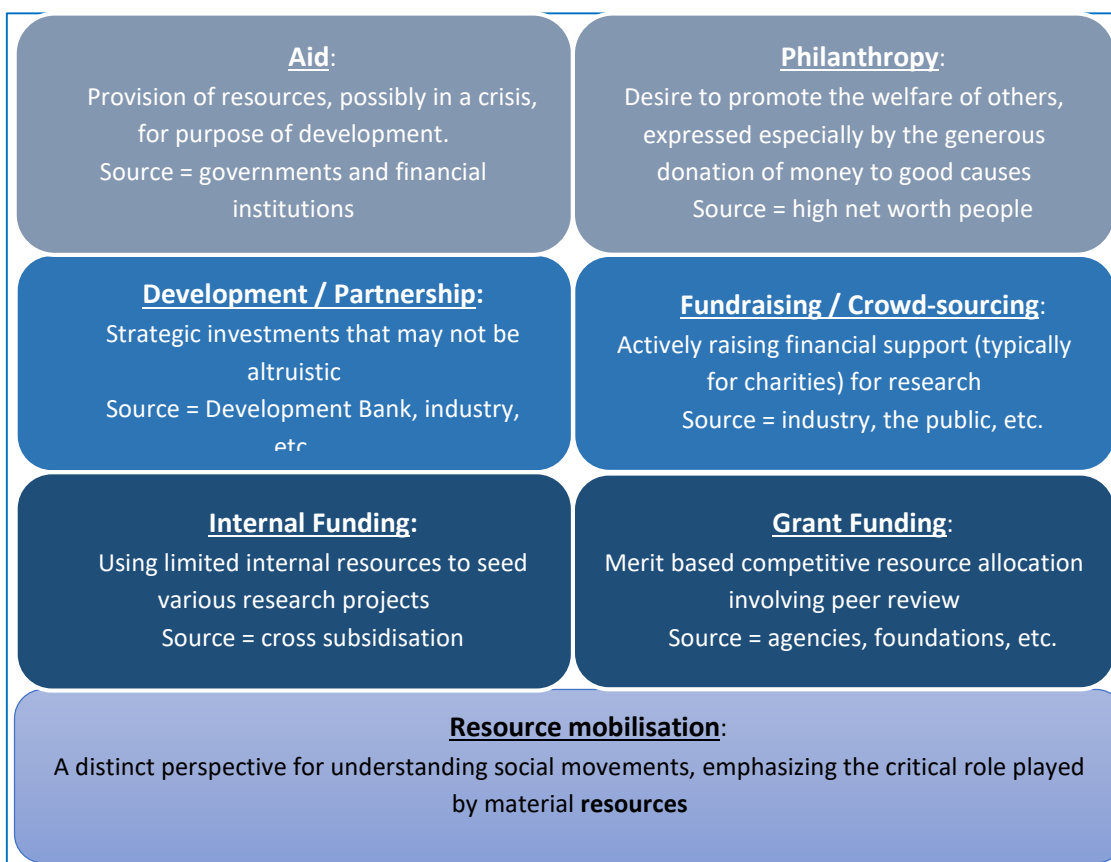 Aid:
Provision of resources, possibly in a crisis,
for purpose of development.
Source = governments and financial
institutions
Philanthropy:
Desire to promote the welfare of others,
expressed especially by the generous
donation of money to good causes
Source = high net worth people
Development / Partnership:
Strategic investments that may not be
altruistic
Source = Development Bank, industry,
etc
Fundraising / Crowd-sourcing:
Actively raising financial support (typically
for charities) for research
Source = industry, the public, etc.
Internal Funding:
Using limited internal resources to seed
various research projects
Source = cross subsidisation
Grant Funding:
Merit based competitive resource allocation
involving peer review
Source = agencies, foundations, etc.
Resource mobilisation:
A distinct perspective for understanding social movements, emphasizing the critical role played
by material resources